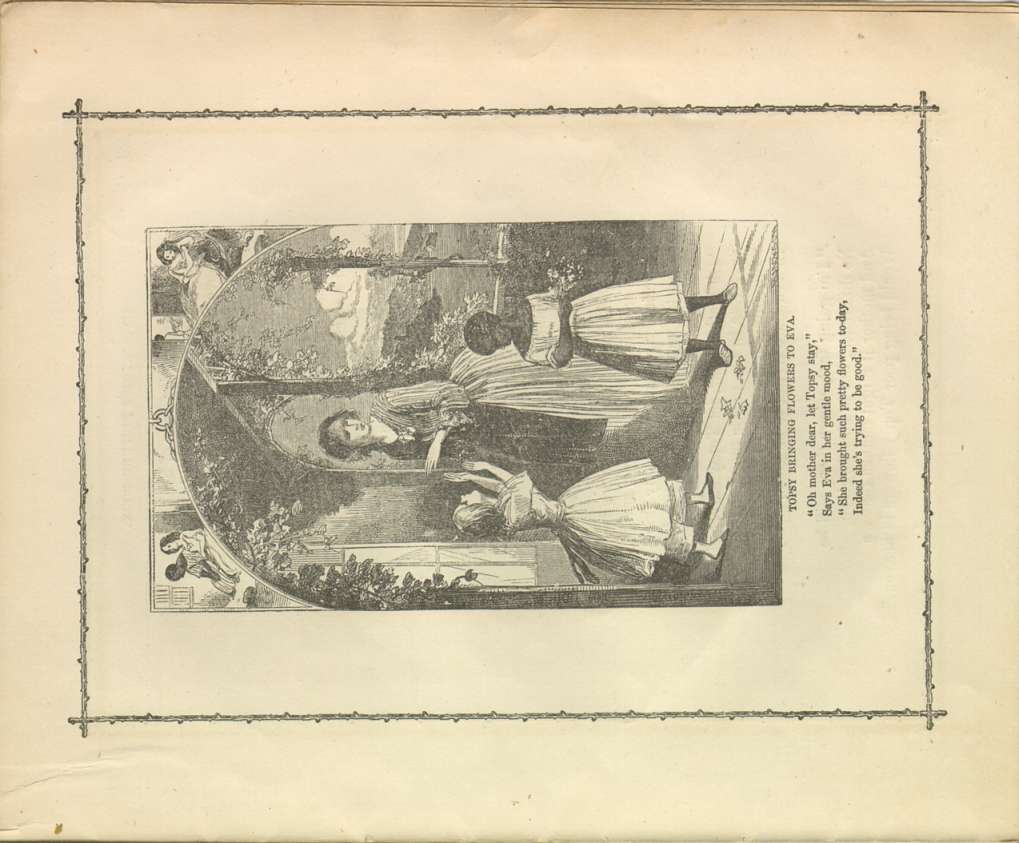 TOPSY BRINGING FLOWERS TO EVA.
“Oh mother dear, let Topsy stay,”
Says Eva in her gentle mood,
“She brought such pretty flowers to-day,
Indeed she's trying to be good.”